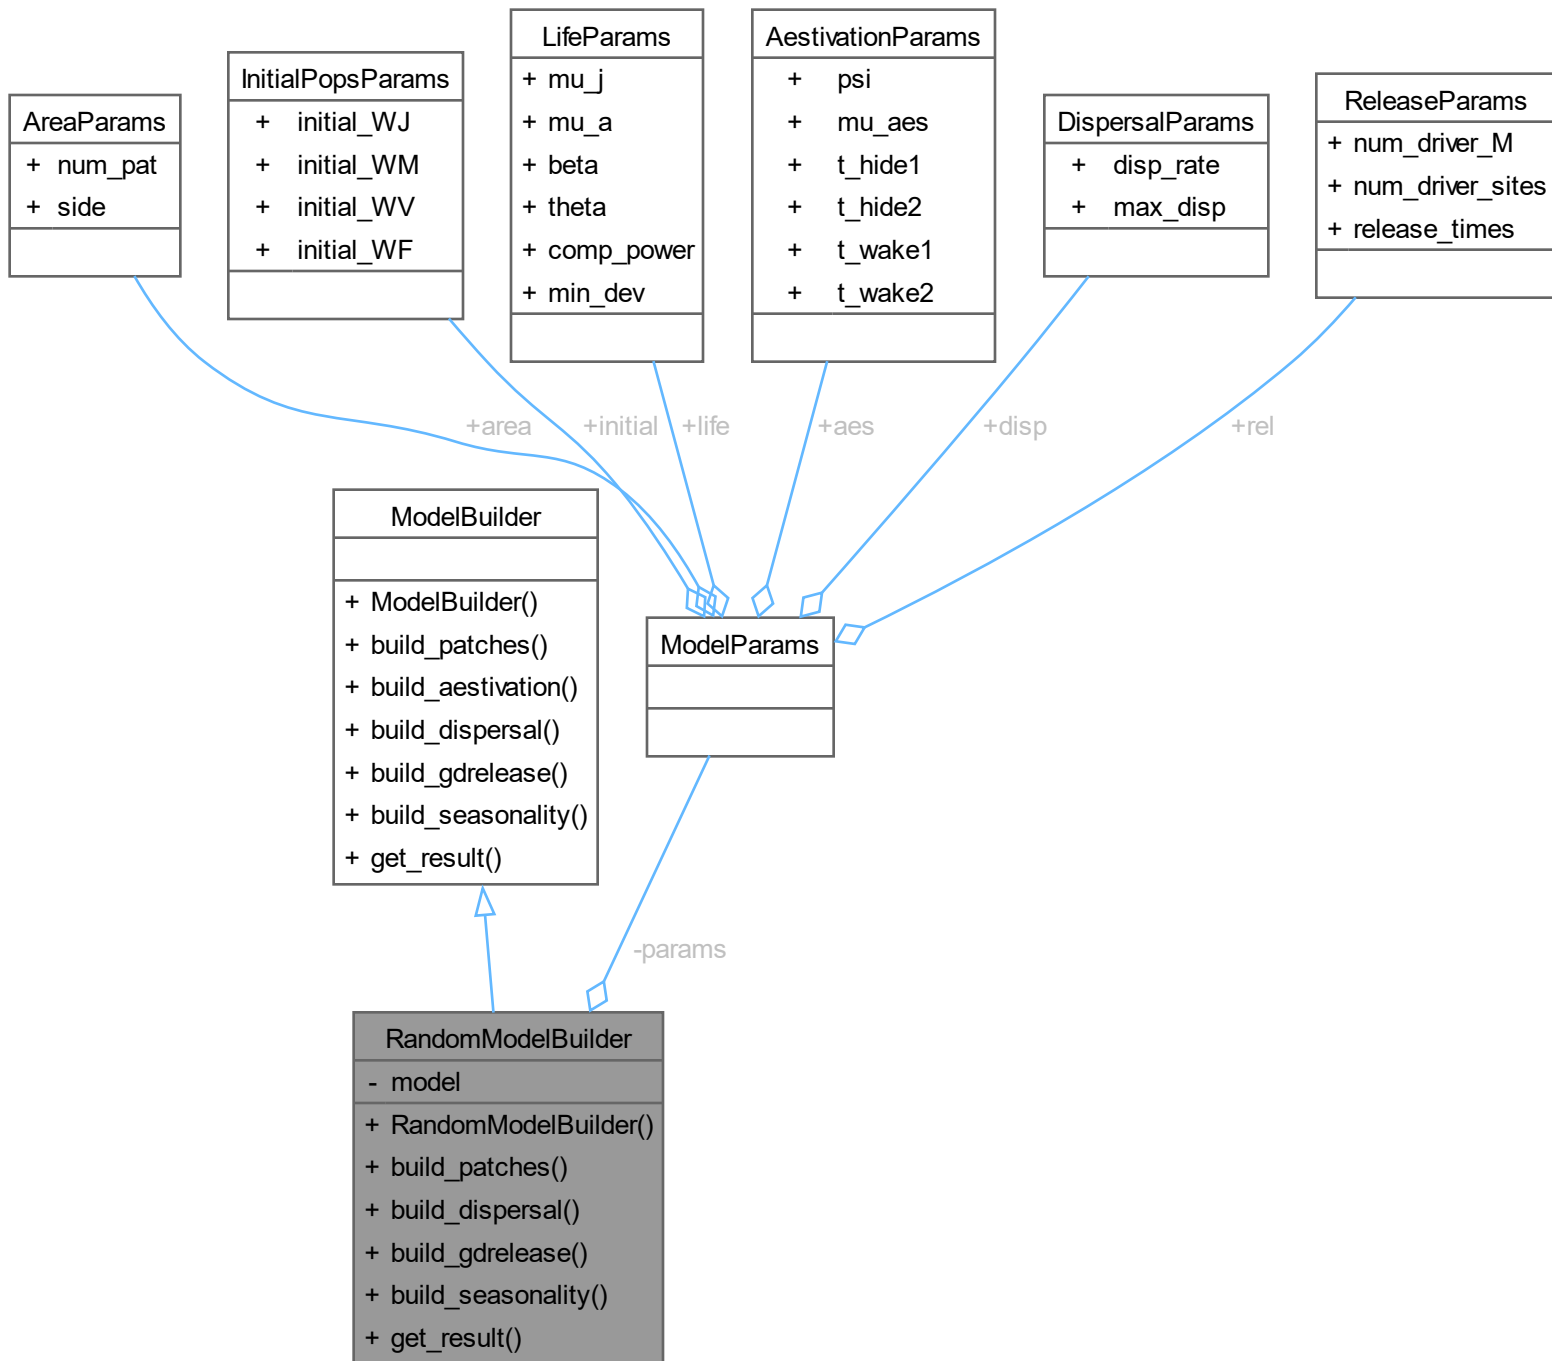 AreaParams
+ num_pat
+ side
InitialPopsParams
+ initial_WJ
+ initial_WM
+ initial_WV
+ initial_WF
LifeParams
+ mu_j
+ mu_a
+ beta
+ theta
+ comp_power
+ min_dev
AestivationParams
+ psi
+ mu_aes
+ t_hide1
+ t_hide2
+ t_wake1
+ t_wake2
DispersalParams
+ disp_rate
+ max_disp
ReleaseParams
+ num_driver_M
+ num_driver_sites
+ release_times
+area
+initial
+life
+aes
+disp
+rel
ModelBuilder
+ ModelBuilder()
+ build_patches()
+ build_aestivation()
+ build_dispersal()
+ build_gdrelease()
+ build_seasonality()
+ get_result()
ModelParams
-params
RandomModelBuilder
- model
+ RandomModelBuilder()
+ build_patches()
+ build_dispersal()
+ build_gdrelease()
+ build_seasonality()
+ get_result()